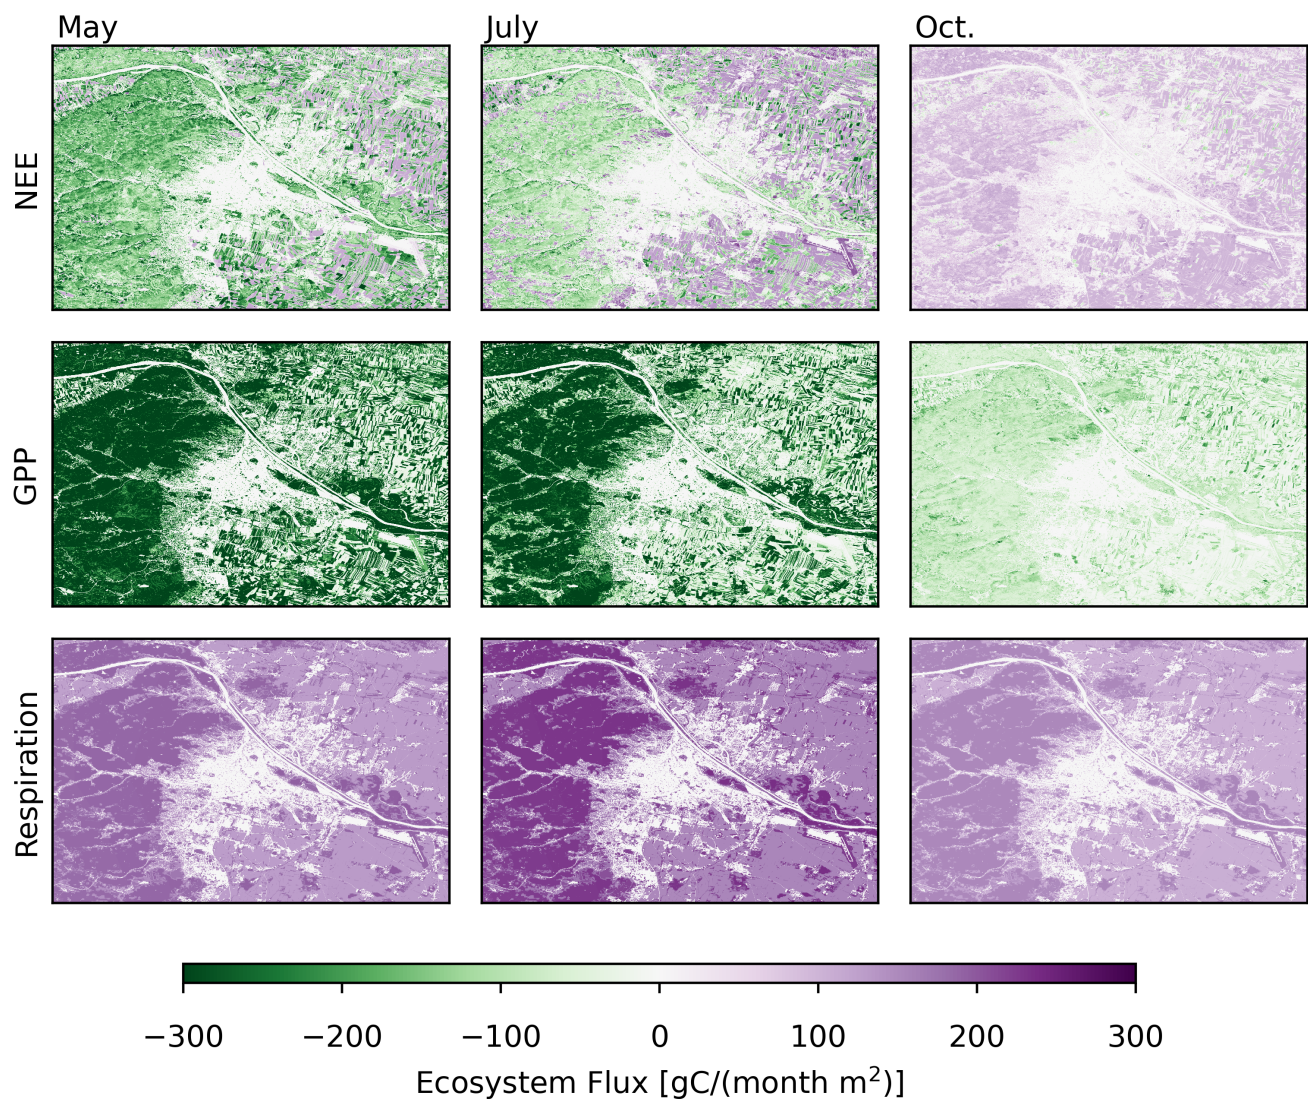 May
July
Oct.
NEE
GPP
Respiration
−300 −200 −100 0 100 200 300
Ecosystem Flux [gC/(month m²)]